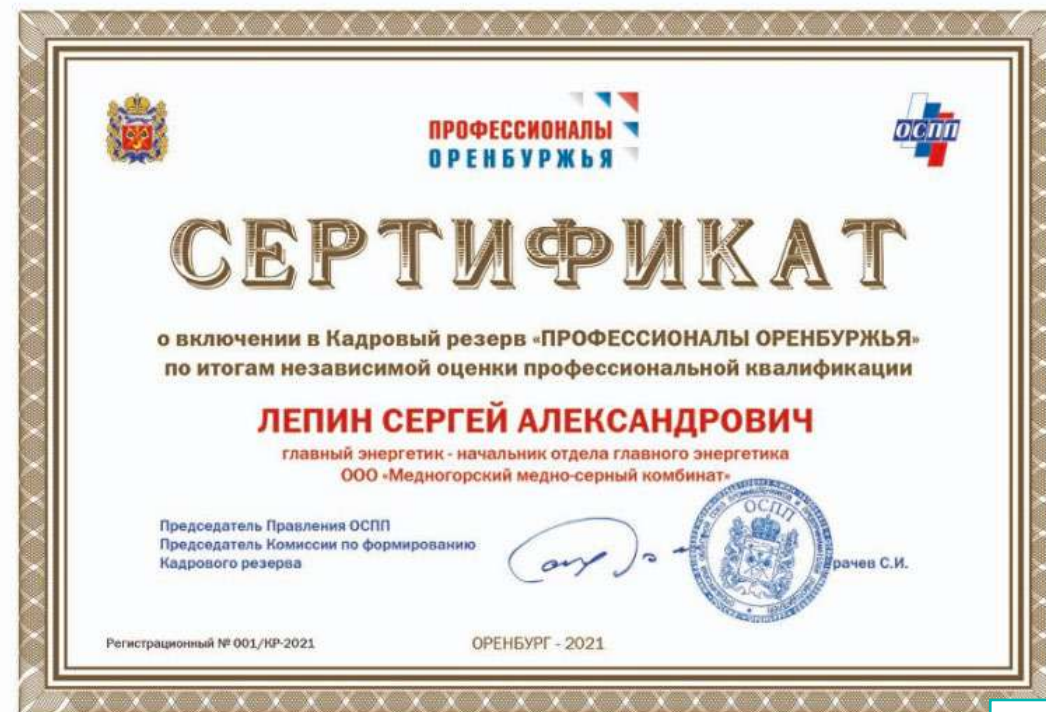 ПРОФЕССИОНАЛЫ
ОРЕНБУРЖЬЯ
ОСПП
СЕРТИФИКАТ
о включении в Кадровый резерв «ПРОФЕССИОНАЛЫ ОРЕНБУРЖЬЯ»
по итогам независимой оценки профессиональной квалификации
ЛЕПИН СЕРГЕЙ АЛЕКСАНДРОВИЧ
главный энергетик - начальник отдела главного энергетика
ООО «Медногорский медно-серный комбинат»
Председатель Правления ОСПП
Председатель Комиссии по формированию
Кадрового резерва
ОСПП
рачев С.И.
Регистрационный № 001/КР-2021
ОРЕНБУРГ - 2021